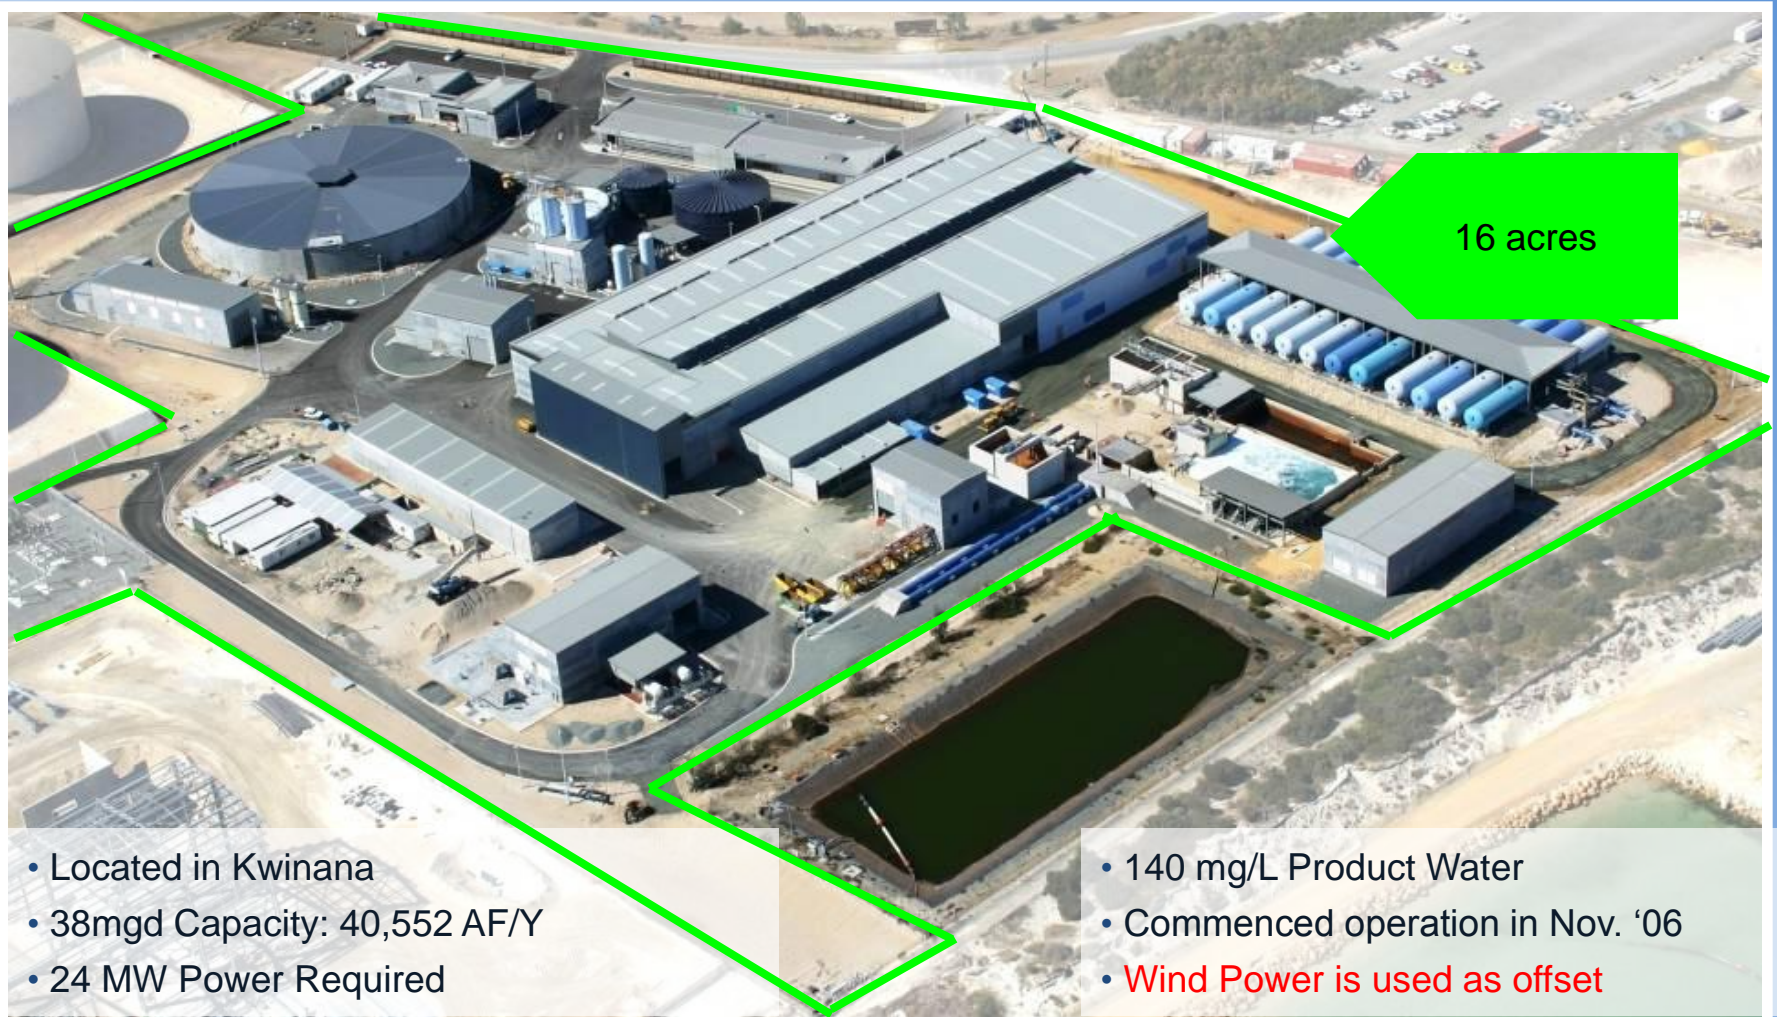 16 acres
• Located in Kwinana
• 38mgd Capacity: 40,552 AF/Y
• 24 MW Power Required
• 140 mg/L Product Water
• Commenced operation in Nov. ‘06
• Wind Power is used as offset